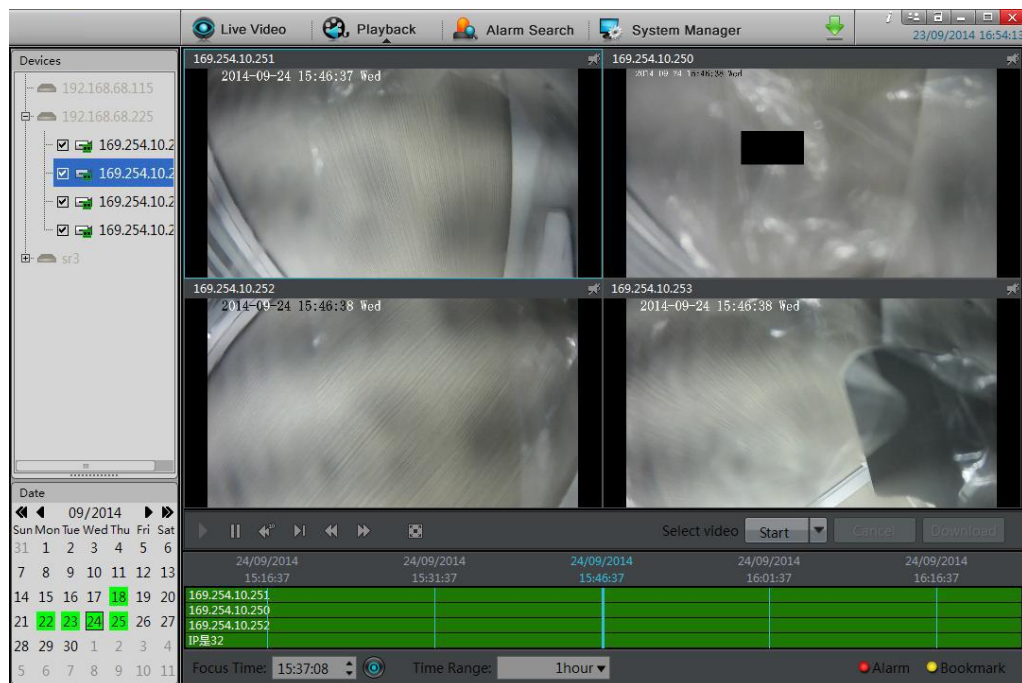 Live Video Playback Alarm Search System Manager
23/09/2014 16:54:13
Devices
192.168.68.115
192.168.68.225
169.254.10.2
169.254.10.2
169.254.10.2
169.254.10.2
sr3
169.254.10.251
2014-09-24 15:46:37 Wed
169.254.10.250
2014-09-24 15:46:38 Wed
169.254.10.252
2014-09-24 15:46:38 Wed
169.254.10.253
2014-09-24 15:46:38 Wed
Date
09/2014
Sun Mon Tue Wed Thu Fri Sat
31 1 2 3 4 5 6
7 8 9 10 11 12 13
14 15 16 17 18 19 20
21 22 23 24 25 26 27
28 29 30 1 2 3 4
5 6 7 8 9 10 11
Select video Start Cancel Download
24/09/2014 24/09/2014 24/09/2014 24/09/2014 24/09/2014
15:16:37 15:31:37 15:46:37 16:01:37 16:16:37
169.254.10.251
169.254.10.250
169.254.10.252
IP是32
Focus Time: 15:37:08 Time Range: 1hour Alarm Bookmark